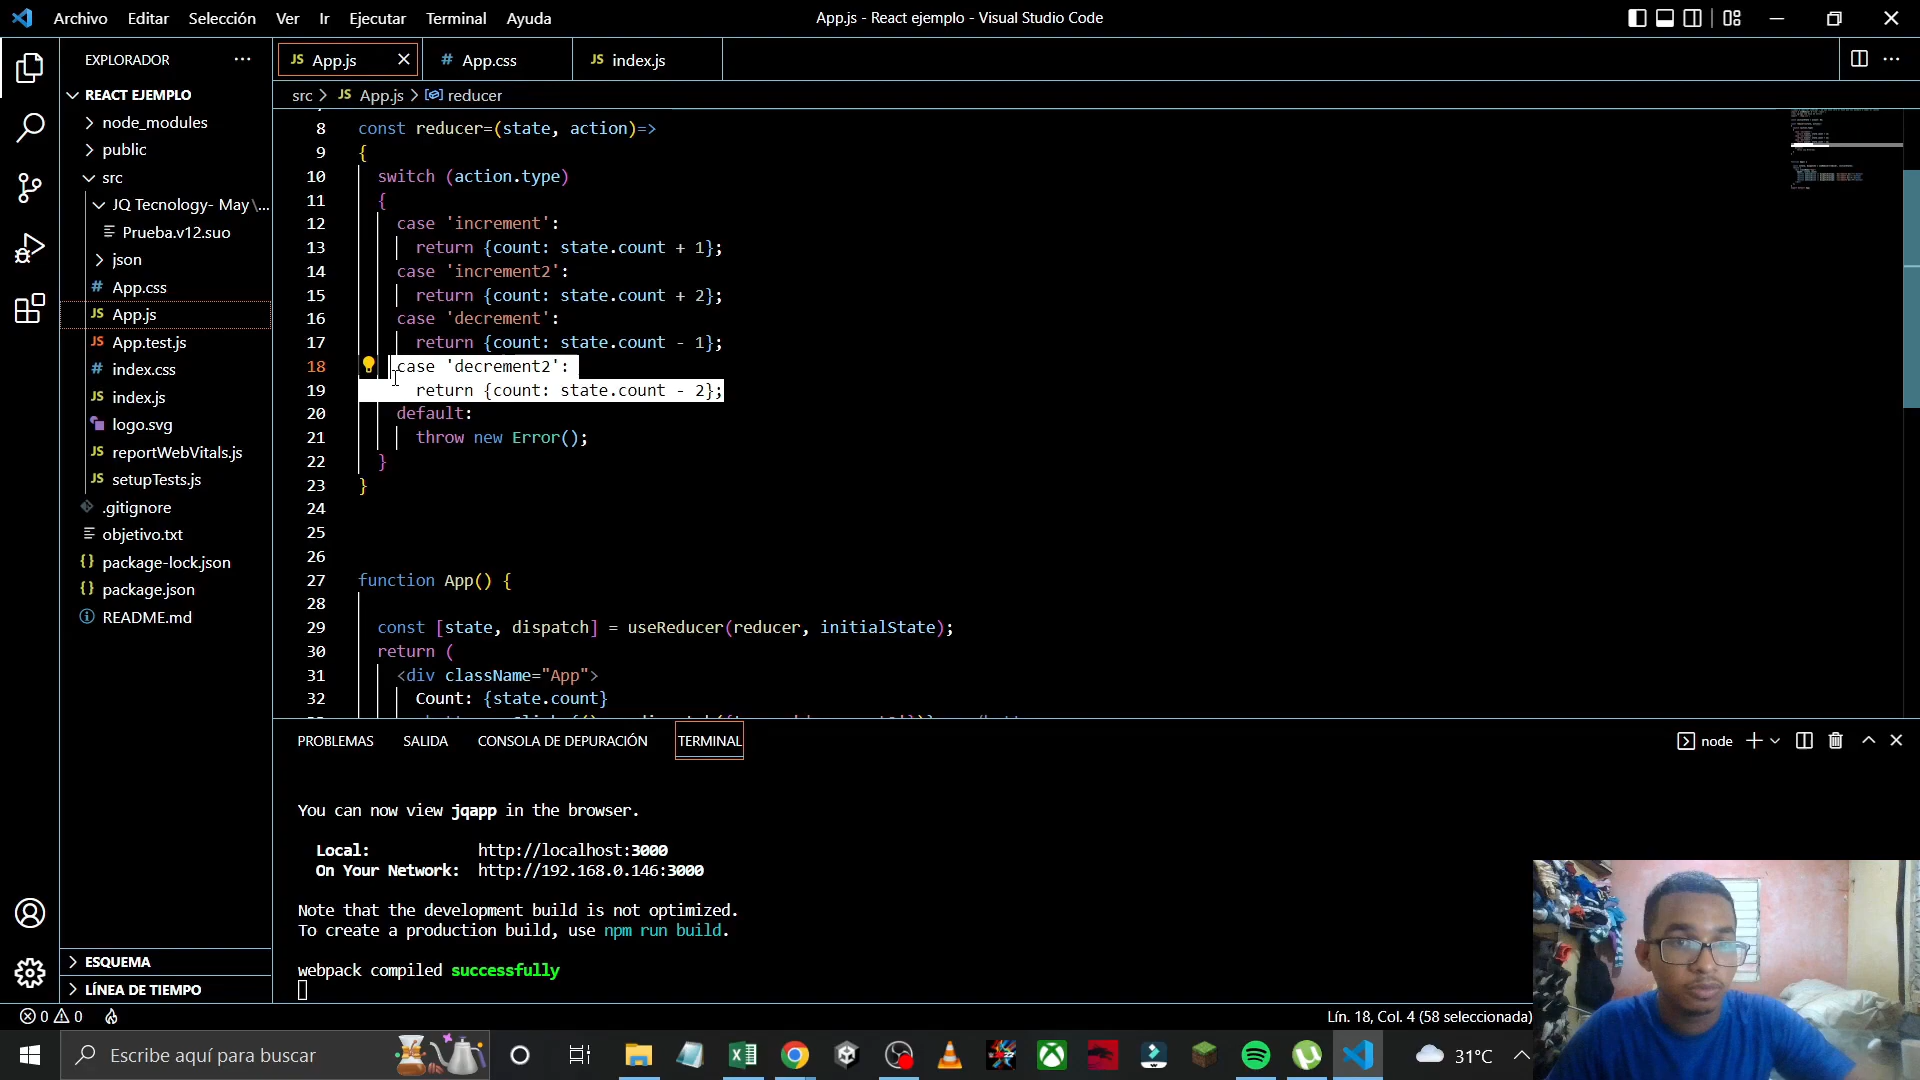 Archivo Editar Selección Ver Ir Ejecutar Terminal Ayuda
App.js - React ejemplo - Visual Studio Code
EXPLORADOR ...
JS App.js
# App.css
JS index.js
REACT EJEMPLO
src > JS App.js > reducer
node_modules
public
src
JQ Tecnology- May\...
Prueba.v12.suo
json
# App.css
JS App.js
JS App.test.js
# index.css
JS index.js
logo.svg
JS reportWebVitals.js
JS setupTests.js
.gitignore
objetivo.txt
{} package-lock.json
{} package.json
README.md
ESQUEMA
LÍNEA DE TIEMPO
8 const reducer=(state, action)=>
9 {
10 switch (action.type)
11 {
12 case 'increment':
13 return {count: state.count + 1};
14 case 'increment2':
15 return {count: state.count + 2};
16 case 'decrement':
17 return {count: state.count - 1};
18 case 'decrement2':
19 return {count: state.count - 2};
20 default:
21 throw new Error();
22 }
23 }
24
25
26
27 function App() {
28
29 const [state, dispatch] = useReducer(reducer, initialState);
30 return (
31 <div className="App">
32 Count: {state.count}
PROBLEMAS SALIDA CONSOLA DE DEPURACIÓN TERMINAL
node
You can now view jqapp in the browser.
Local: http://localhost:3000
On Your Network: http://192.168.0.146:3000
Note that the development build is not optimized.
To create a production build, use npm run build.
webpack compiled successfully
0 0
Lín. 18, Col. 4 (58 seleccionada)
Escribe aquí para buscar
31°C